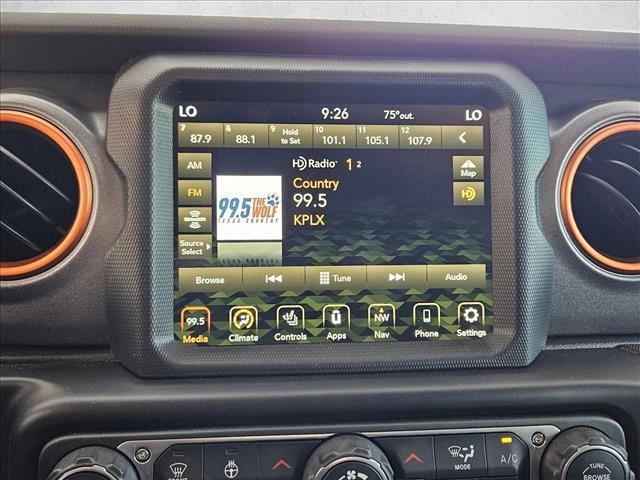 LO 9:26 75°out. LO
7 8 9 Hold to Set 10 11 12
87.9 88.1 101.1 105.1 107.9
AM
HD Radio 1 2
Map
Country
FM
HD
99.5
99.5 THE WOLF
TEXAS COUNTRY
KPLX
Source
Select
Browse Tune Audio
99.5 NW
Media Climate Controls Apps Nav Phone Settings
FRONT
MODE
A/C
TUNE
BROWSE